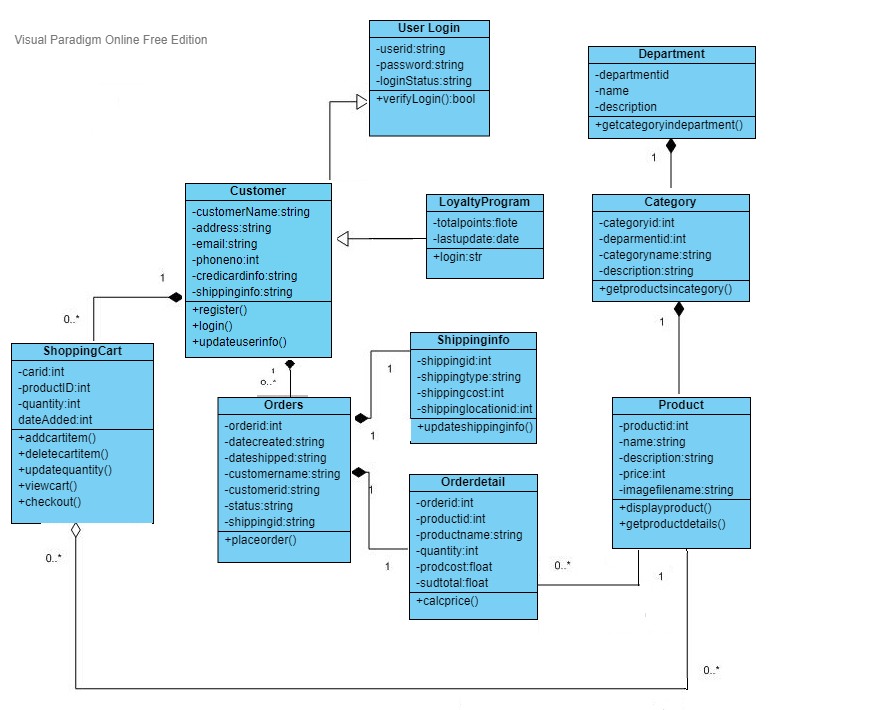 Visual Paradigm Online Free Edition
User Login
-userid:string
-password:string
-loginStatus:string
+verifyLogin():bool
Department
-departmentid
-name
-description
+getcategoryindepartment()
1
Customer
-customerName:string
-address:string
-email:string
-phoneno:int
-credicardinfo:string
-shippinginfo:string
+register()
+login()
+updateuserinfo()
LoyaltyProgram
-totalpoints:flote
-lastupdate:date
+login:str
Category
-categoryid:int
-deparmentid:int
-categoryname:string
-description:string
+getproductsincategory()
1
1
0..*
ShoppingCart
-carid:int
-productID:int
-quantity:int
dateAdded:int
+addcartitem()
+deletecartitem()
+updatequantity()
+viewcart()
+checkout()
0..*
1
0..*
Orders
-orderid:int
-datecreated:string
-dateshipped:string
-customername:string
-customerid:string
-status:string
-shippingid:string
+placeorder()
1
1
Shippinginfo
-shippingid:int
-shippingtype:string
-shippingcost:int
-shippinglocationid:int
+updateshippinginfo()
1
1
Orderdetail
-orderid:int
-productid:int
-productname:string
-quantity:int
-prodcost:float
-sudtotal:float
+calcprice()
0..*
Product
-productid:int
-name:string
-description:string
-price:int
-imagefilename:string
+displayproduct()
+getproductdetails()
1
0..*